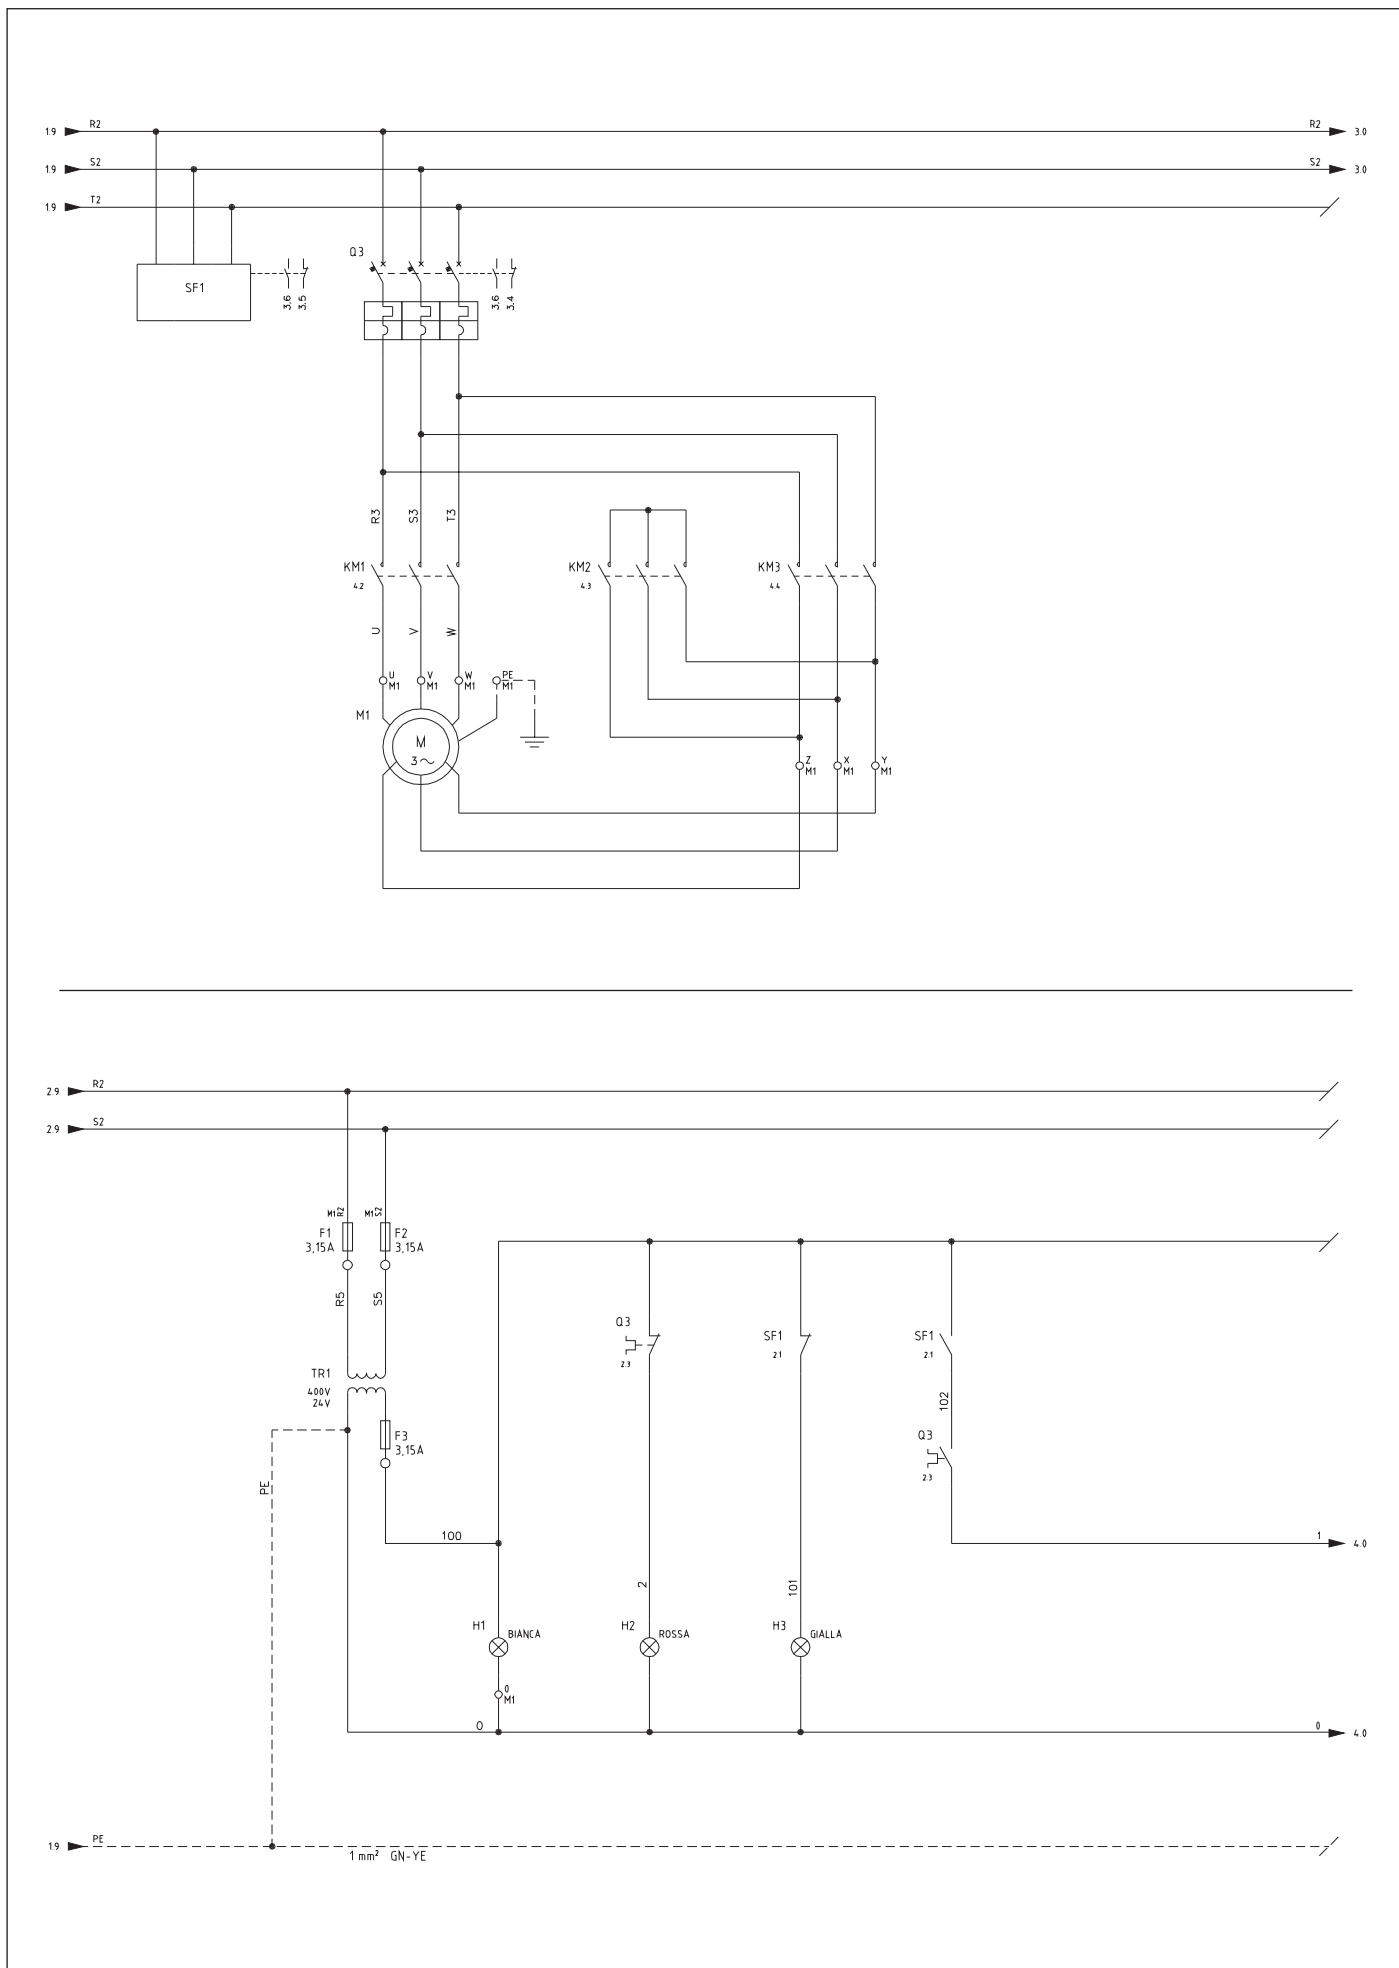 R2
R2
1.9
3.0
S2
S2
1.9
3.0
T2
1.9
Q3
SF1
3.6
3.5
3.6
3.4
R3
S3
T3
KM1
4.2
KM2
4.3
KM3
4.4
U
V
W
U
M1
V
M1
W
M1
PE
M1
M1
M
3~
Z
M1
X
M1
Y
M1
R2
2.9
S2
2.9
M1
R2
M1
S2
F1
3,15A
F2
3,15A
R5
S5
Q3
2.3
SF1
2.1
SF1
2.1
TR1
400V
24V
102
F3
3,15A
Q3
2.3
PE
100
1
4.0
2
101
H1
BIANCA
H2
ROSSA
H3
GIALLA
0
M1
0
0
4.0
PE
1.9
1 mm² GN-YE